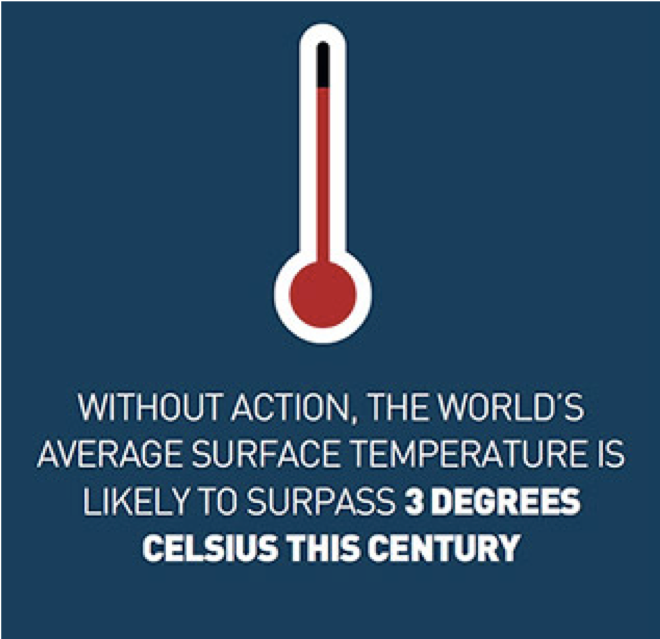 WITHOUT ACTION, THE WORLD'S
AVERAGE SURFACE TEMPERATURE IS
LIKELY TO SURPASS 3 DEGREES
CELSIUS THIS CENTURY